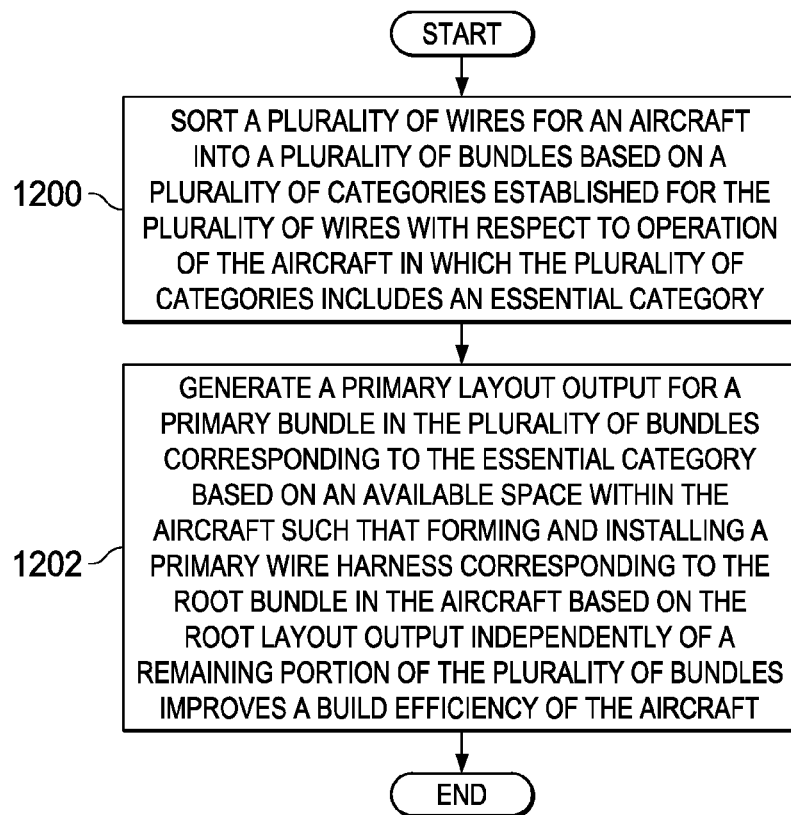 START
1200
SORT A PLURALITY OF WIRES FOR AN AIRCRAFT
INTO A PLURALITY OF BUNDLES BASED ON A
PLURALITY OF CATEGORIES ESTABLISHED FOR THE
PLURALITY OF WIRES WITH RESPECT TO OPERATION
OF THE AIRCRAFT IN WHICH THE PLURALITY OF
CATEGORIES INCLUDES AN ESSENTIAL CATEGORY
1202
GENERATE A PRIMARY LAYOUT OUTPUT FOR A
PRIMARY BUNDLE IN THE PLURALITY OF BUNDLES
CORRESPONDING TO THE ESSENTIAL CATEGORY
BASED ON AN AVAILABLE SPACE WITHIN THE
AIRCRAFT SUCH THAT FORMING AND INSTALLING A
PRIMARY WIRE HARNESS CORRESPONDING TO THE
ROOT BUNDLE IN THE AIRCRAFT BASED ON THE
ROOT LAYOUT OUTPUT INDEPENDENTLY OF A
REMAINING PORTION OF THE PLURALITY OF BUNDLES
IMPROVES A BUILD EFFICIENCY OF THE AIRCRAFT
END